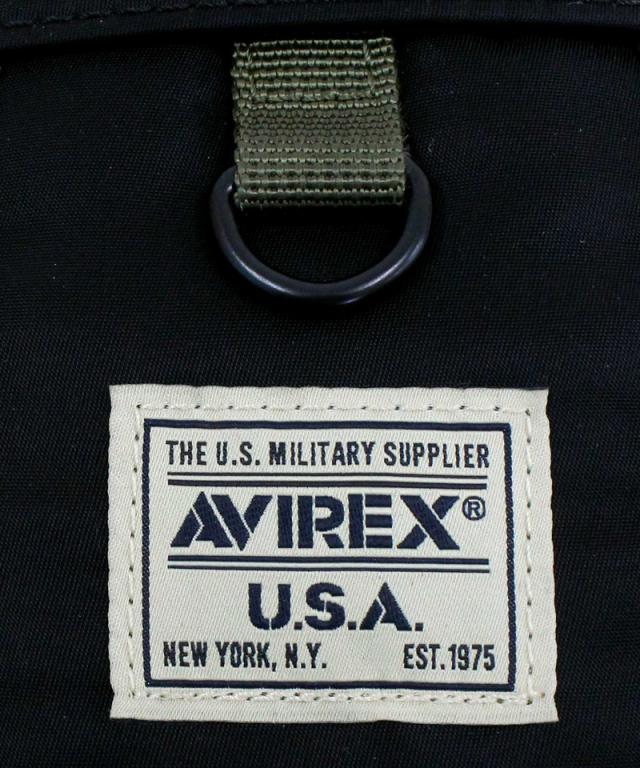 THE U.S. MILITARY SUPPLIER
AVIREX®
U.S.A.
NEW YORK, N.Y. EST.1975